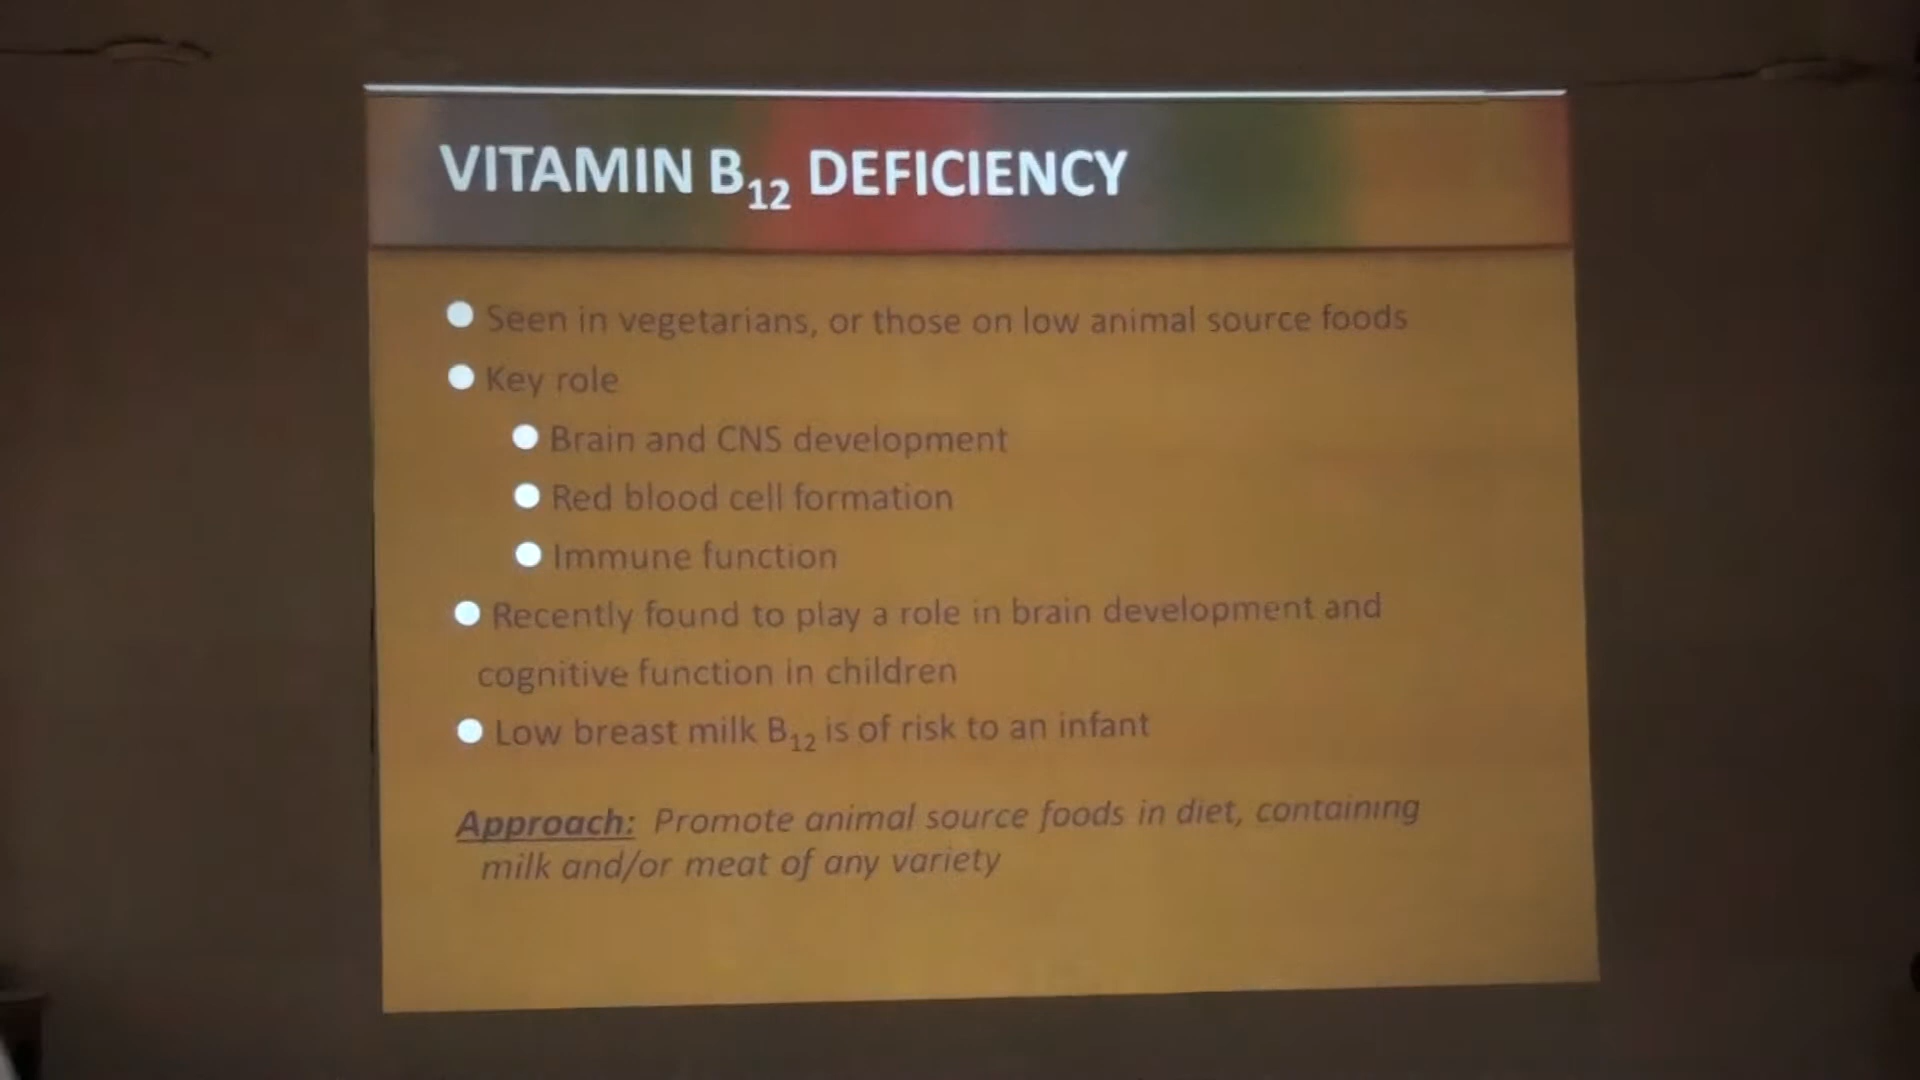 VITAMIN B12 DEFICIENCY
Seen in vegetarians, or those on low animal source foods
Key role
Brain and CNS development
Red blood cell formation
Immune function
Recently found to play a role in brain development and
cognitive function in children
Low breast milk B12 is of risk to an infant
Approach: Promote animal source foods in diet, containing
milk and/or meat of any variety